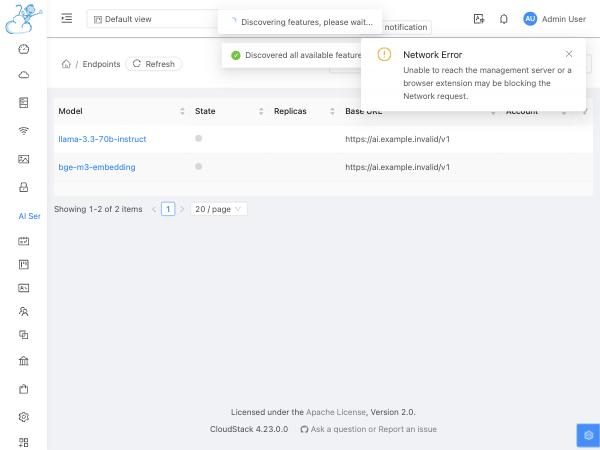 Default view
Discovering features, please wait...
notification
AU Admin User
Endpoints
Refresh
Discovered all available feature
Network Error
Unable to reach the management server or a
browser extension may be blocking the
Network request.
Model State Replicas Base URL Account
llama-3.3-70b-instruct https://ai.example.invalid/v1
bge-m3-embedding https://ai.example.invalid/v1
Showing 1-2 of 2 items 1 20 / page
AI Ser
Licensed under the Apache License, Version 2.0.
CloudStack 4.23.0.0 Ask a question or Report an issue